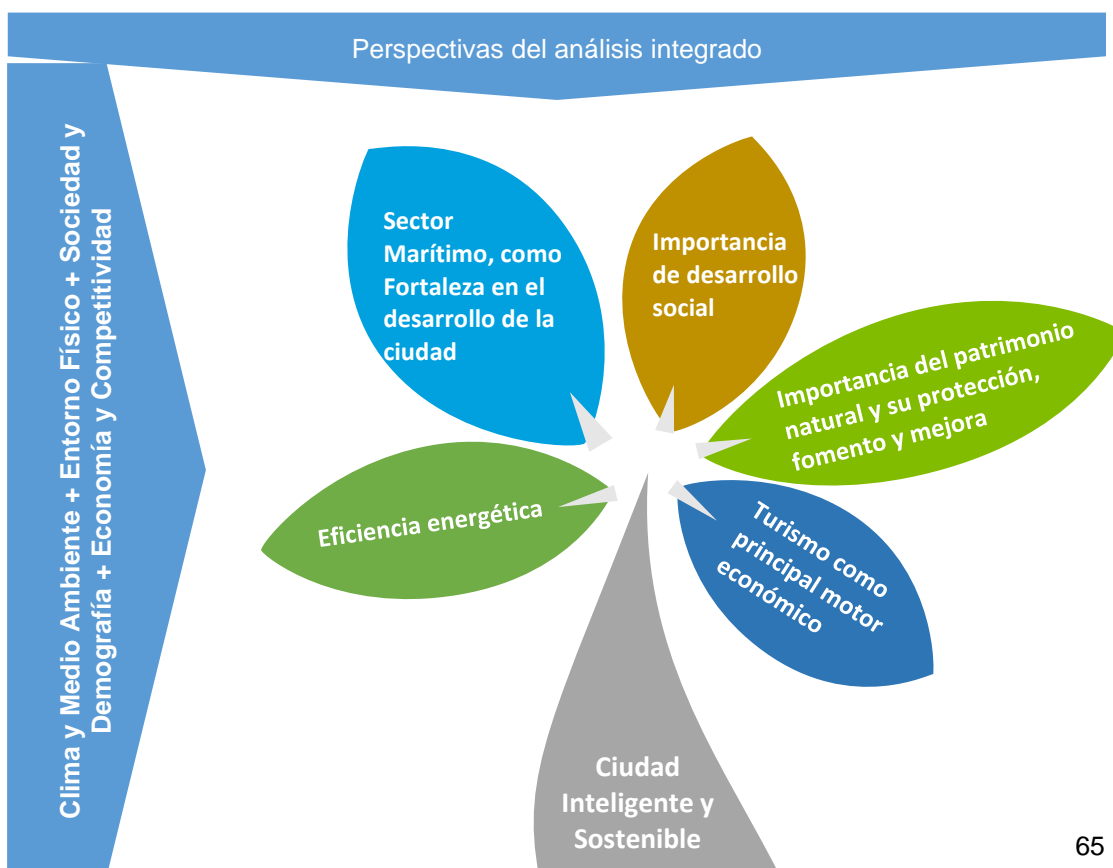 Perspectivas del análisis integrado
Clima y Medio Ambiente + Entorno Físico + Sociedad y
Demografía + Economía y Competitividad
Sector
Marítimo, como
Fortaleza en el
desarrollo de la
ciudad
Importancia
de desarrollo
social
Importancia del patrimonio
natural y su protección,
fomento y mejora
Eficiencia energética
Turismo como
principal motor
económico
Ciudad
Inteligente y
Sostenible
65